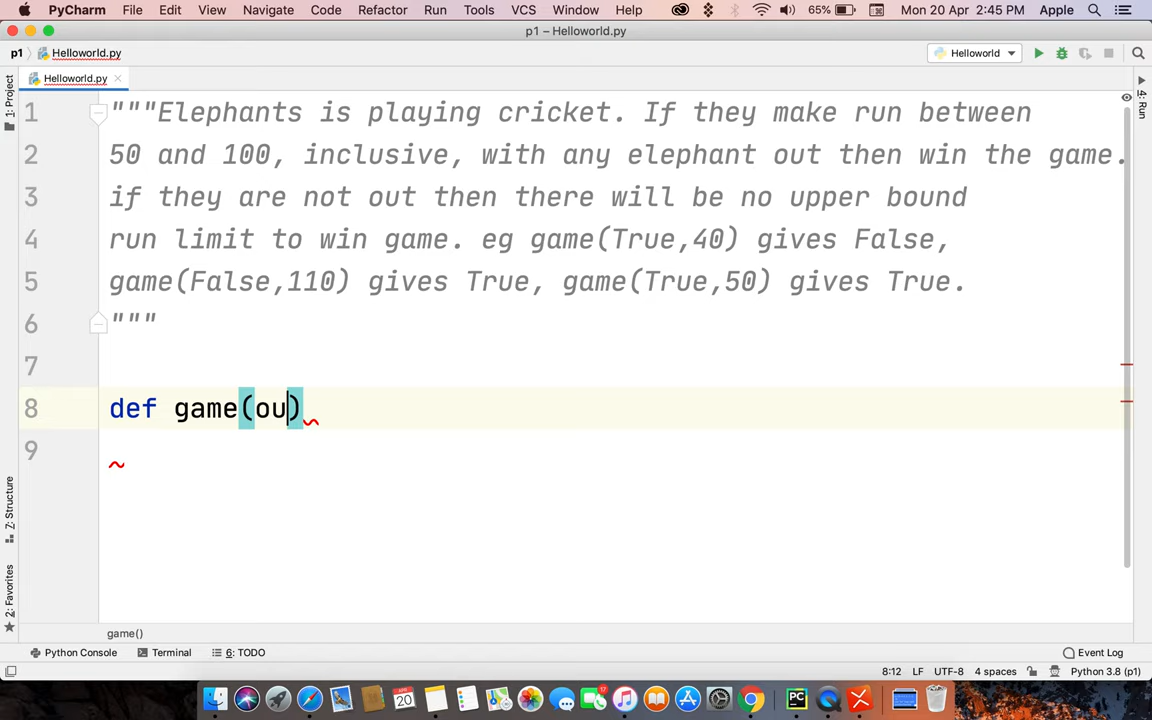 PyCharm File Edit View Navigate Code Refactor Run Tools VCS Window Help 65% Mon 20 Apr 2:45 PM Apple
p1 – Helloworld.py
p1 Helloworld.py Helloworld
Helloworld.py
1: Project
4: Run
1 """Elephants is playing cricket. If they make run between
2 50 and 100, inclusive, with any elephant out then win the game.
3 if they are not out then there will be no upper bound
4 run limit to win game. eg game(True,40) gives False,
5 game(False,110) gives True, game(True,50) gives True.
6 """
7
8 def game(ou)
9
7: Structure
2: Favorites
game()
Python Console Terminal 6: TODO Event Log
8:12 LF UTF-8 4 spaces Python 3.8 (p1)